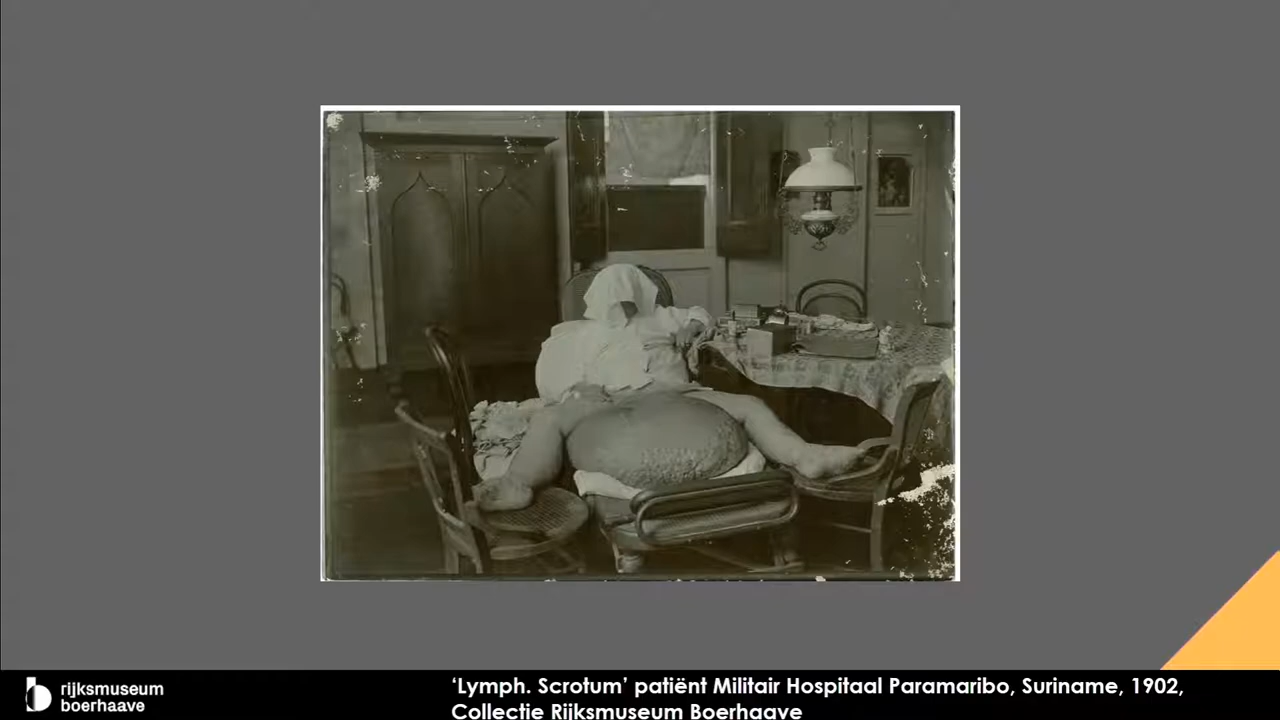 rijksmuseum
boerhaave
‘Lymph. Scrotum’ patiënt Militair Hospitaal Paramaribo, Suriname, 1902,
Collectie Rijksmuseum Boerhaave